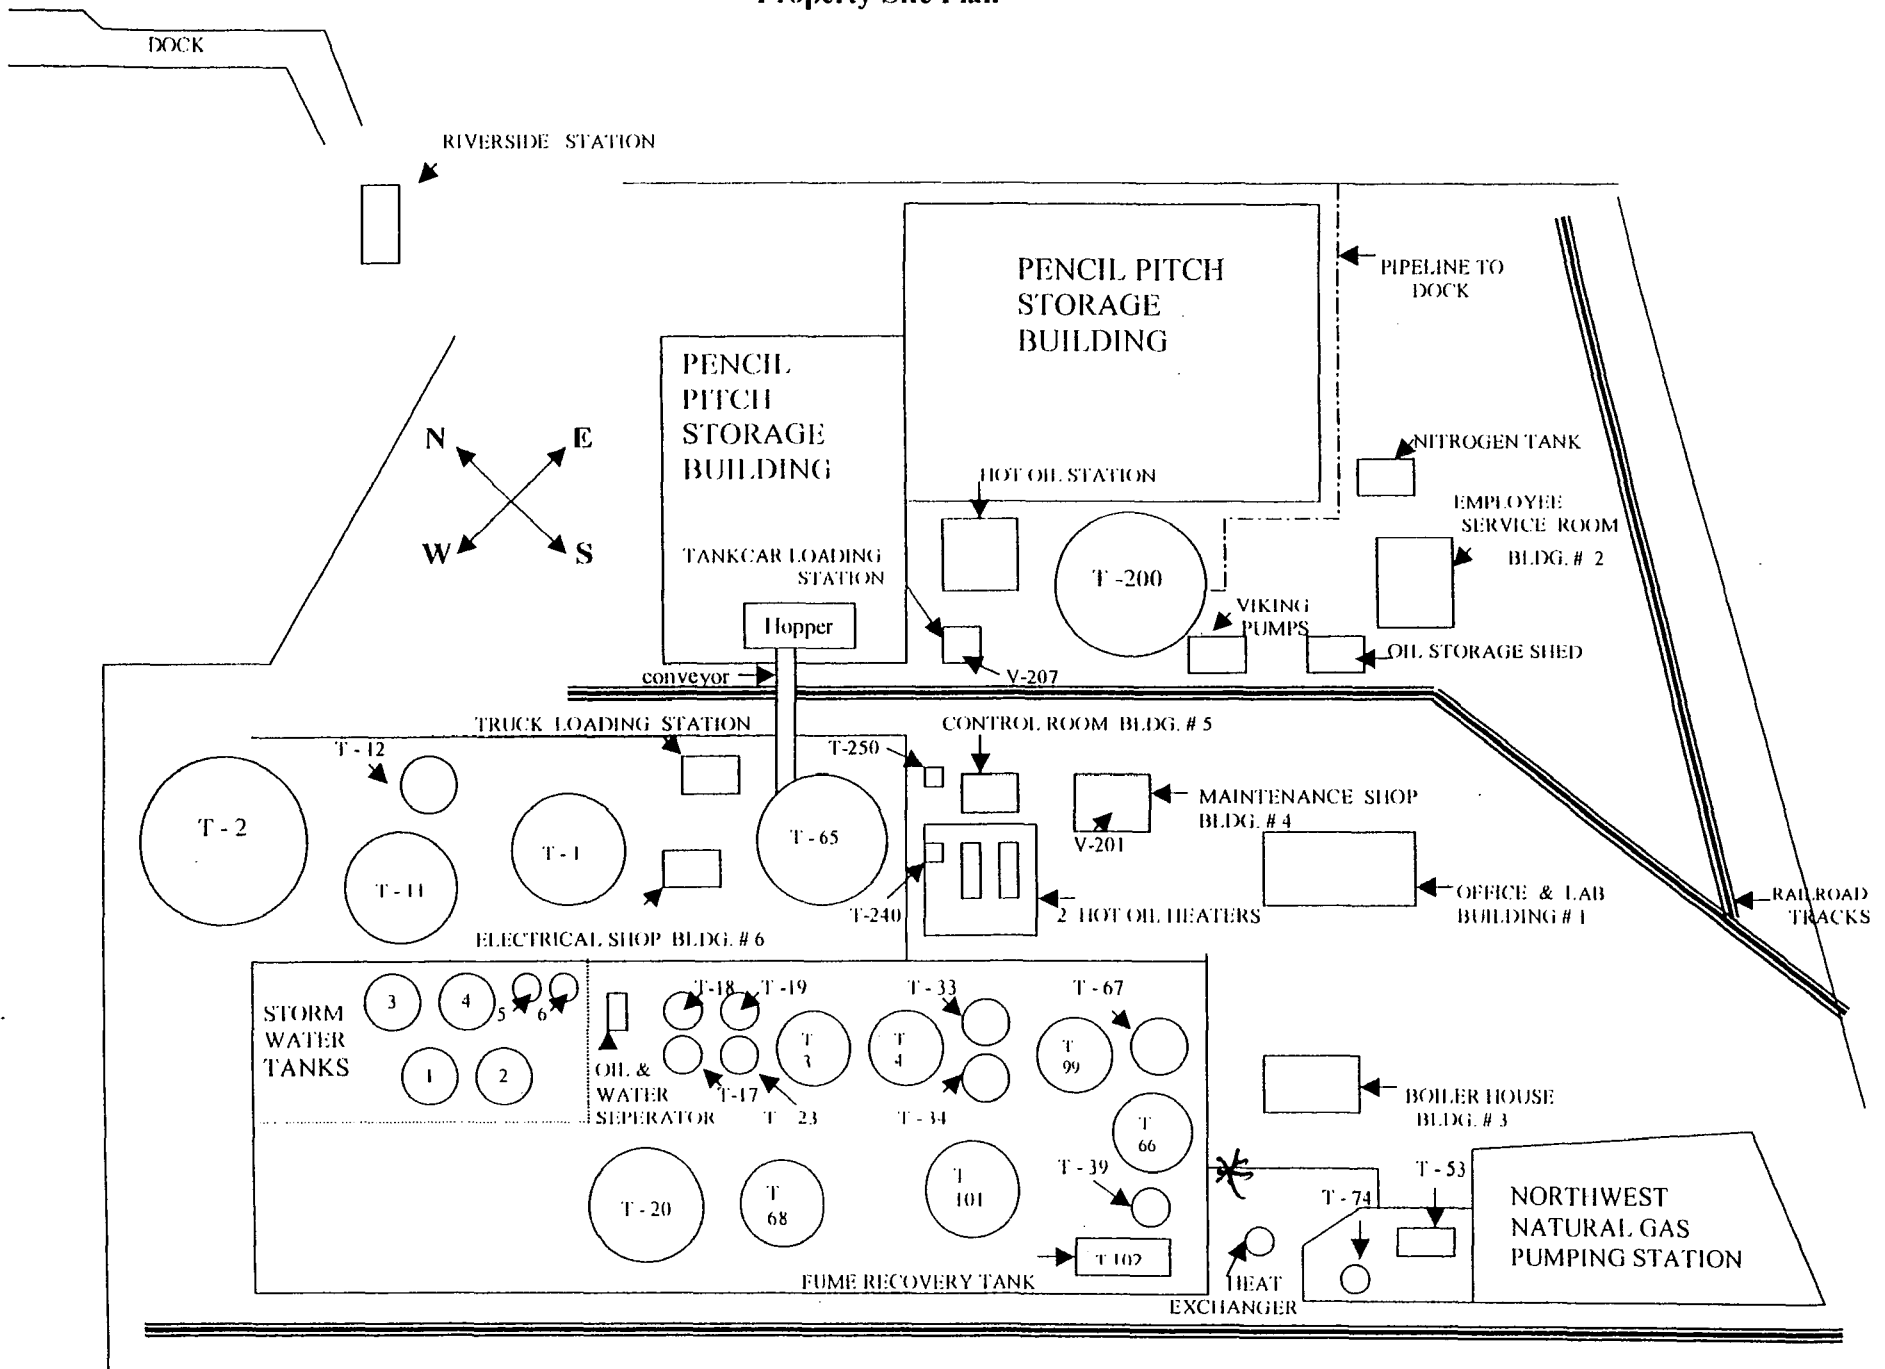 Property Site Plan
DOCK
RIVERSIDE STATION
PENCIL PITCH
STORAGE
BUILDING
PIPELINE TO
DOCK
PENCIL
PITCH
STORAGE
BUILDING
N
E
W
S
NITROGEN TANK
HOT OIL STATION
EMPLOYEE
SERVICE ROOM
BLDG. # 2
TANKCAR LOADING
STATION
T -200
VIKING
PUMPS
Hopper
OIL STORAGE SHED
conveyor
V-207
TRUCK LOADING STATION
CONTROL ROOM BLDG. # 5
T - 12
T-250
MAINTENANCE SHOP
BLDG. # 4
T - 2
T - 1
T - 65
V-201
T - 11
T-240
2 HOT OIL HEATERS
OFFICE & LAB
BUILDING # 1
RAILROAD
TRACKS
ELECTRICAL SHOP BLDG. # 6
STORM
WATER
TANKS
3
4
5
6
1
2
T-18
T -19
T - 33
T - 67
T
3
T
4
T
99
OIL &
WATER
SEPERATOR
T-17
T 23
T - 34
BOILER HOUSE
BLDG. # 3
T
66
T - 39
T - 53
T - 20
T
68
T
101
T - 74
NORTHWEST
NATURAL GAS
PUMPING STATION
T 102
FUME RECOVERY TANK
HEAT
EXCHANGER